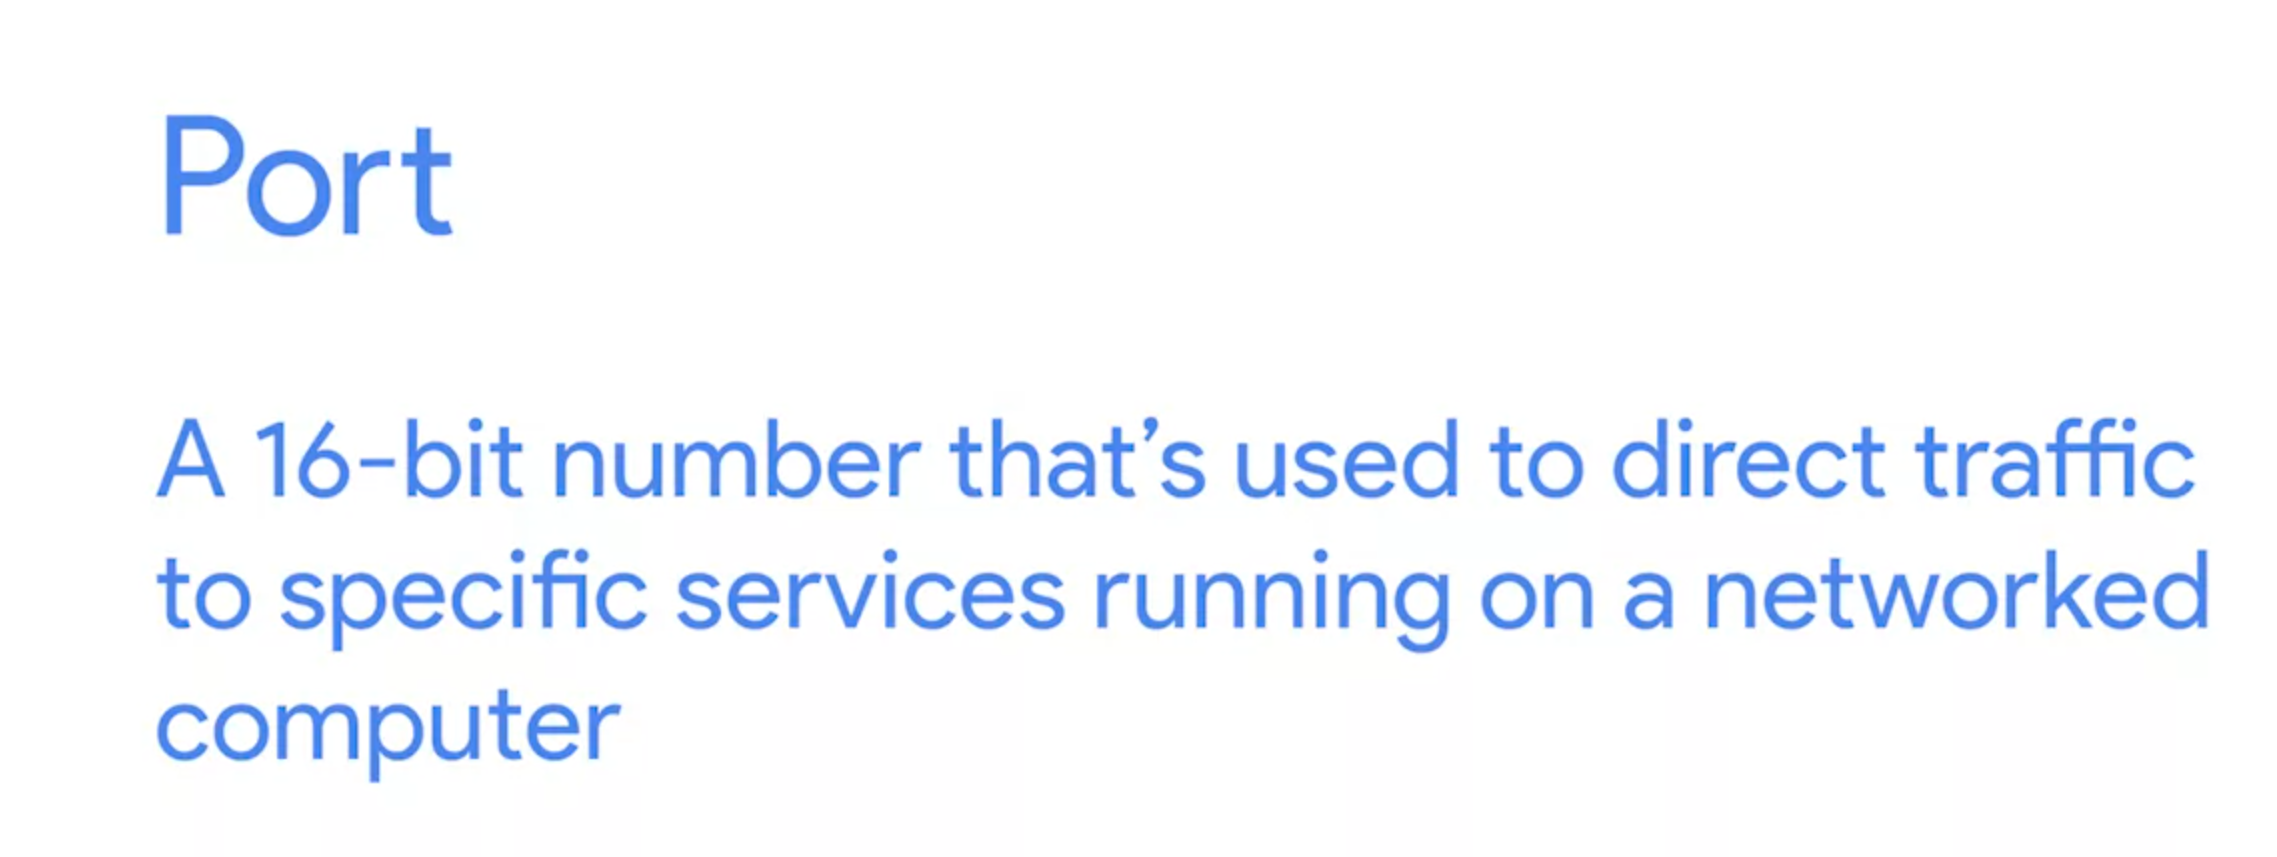 Port
A 16-bit number that’s used to direct traffic
to specific services running on a networked
computer